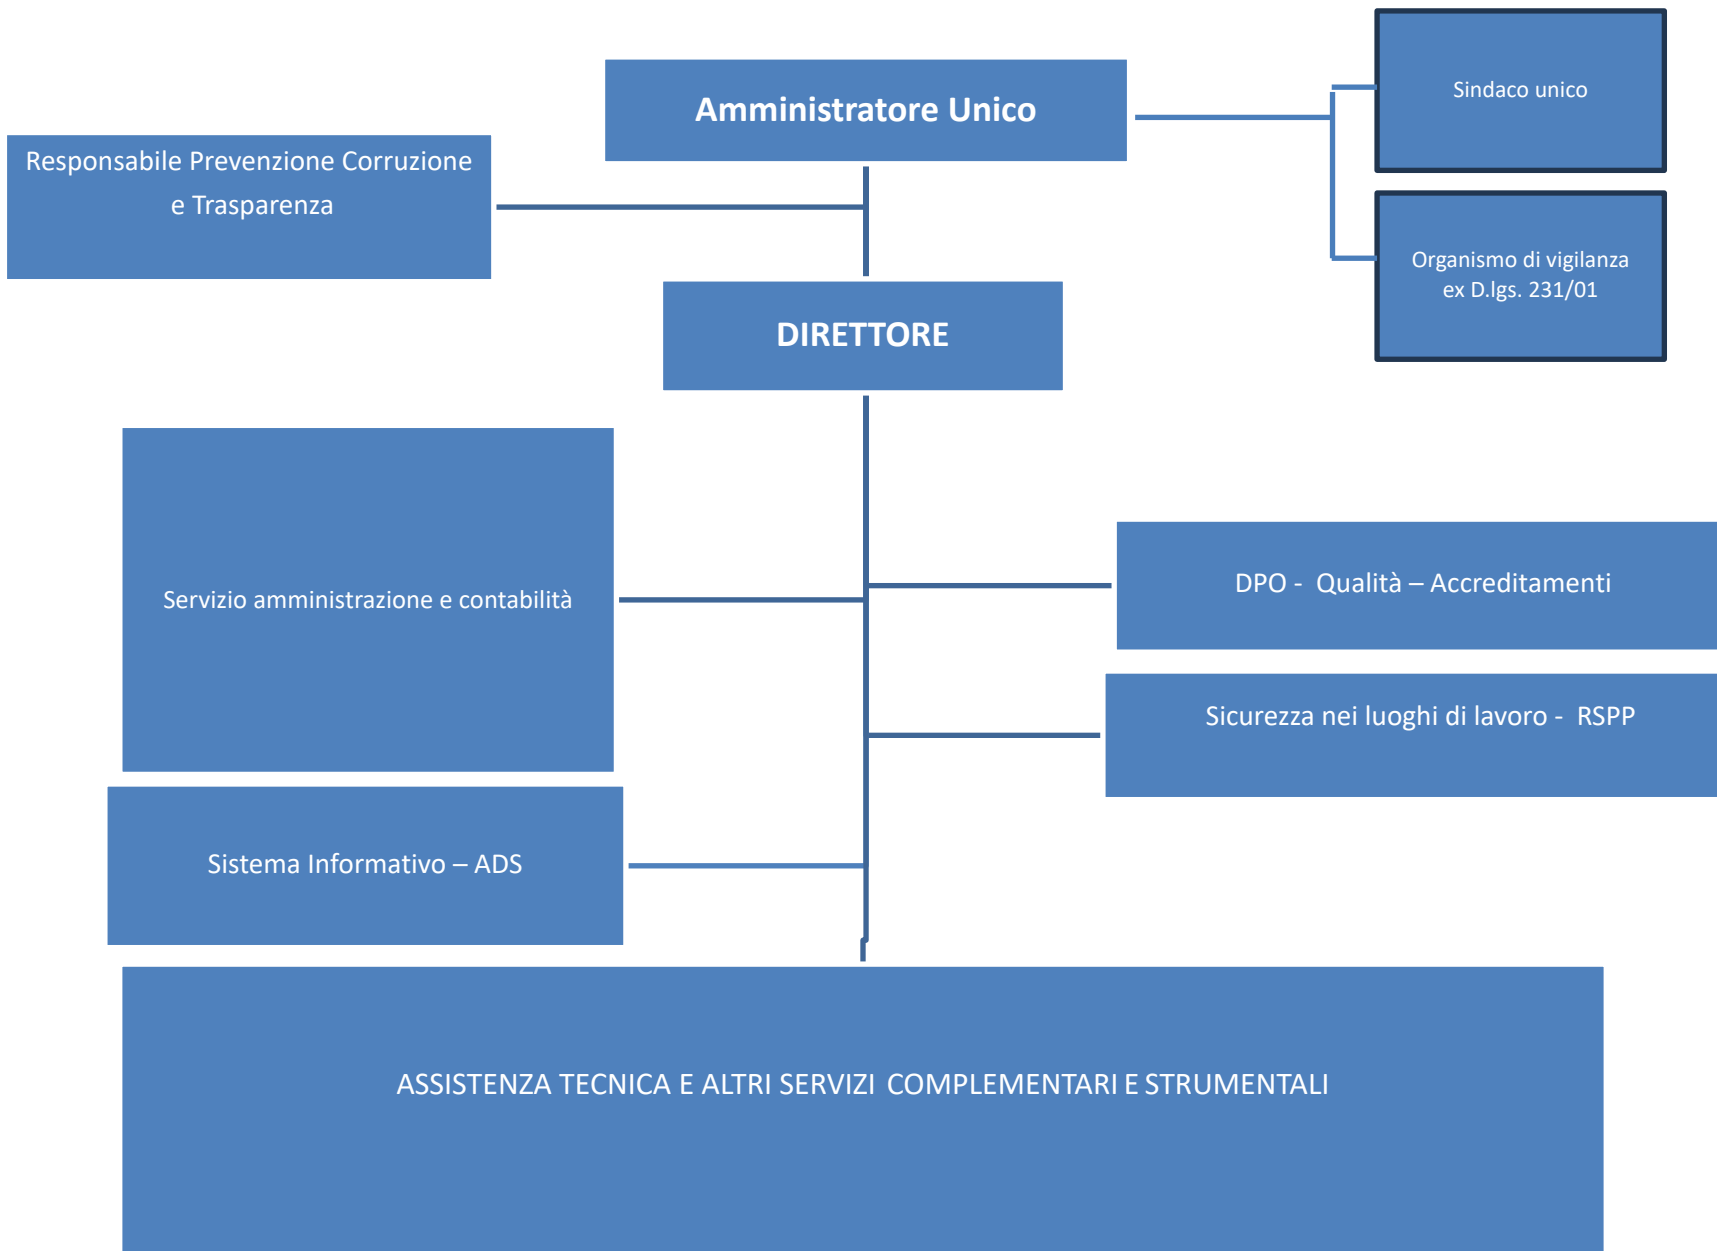 Amministratore Unico
Sindaco unico
Responsabile Prevenzione Corruzione
e Trasparenza
Organismo di vigilanza
ex D.lgs. 231/01
DIRETTORE
Servizio amministrazione e contabilità
DPO - Qualità – Accreditamenti
Sicurezza nei luoghi di lavoro - RSPP
Sistema Informativo – ADS
ASSISTENZA TECNICA E ALTRI SERVIZI COMPLEMENTARI E STRUMENTALI